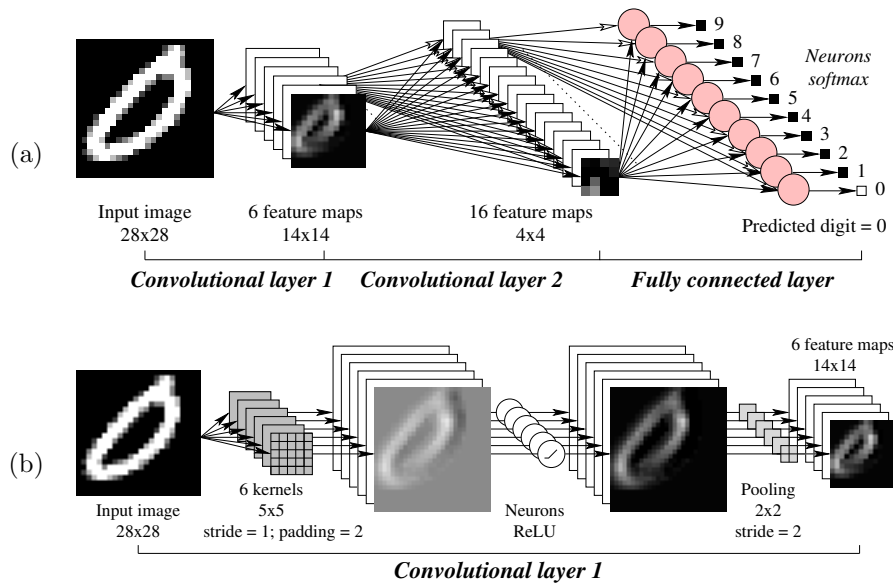 (a)
9
8
7
6
5
4
3
2
1
0
Neurons
softmax
Input image
28x28
6 feature maps
14x14
16 feature maps
4x4
Predicted digit = 0
Convolutional layer 1
Convolutional layer 2
Fully connected layer
(b)
6 feature maps
14x14
Input image
28x28
6 kernels
5x5
stride = 1; padding = 2
Neurons
ReLU
Pooling
2x2
stride = 2
Convolutional layer 1